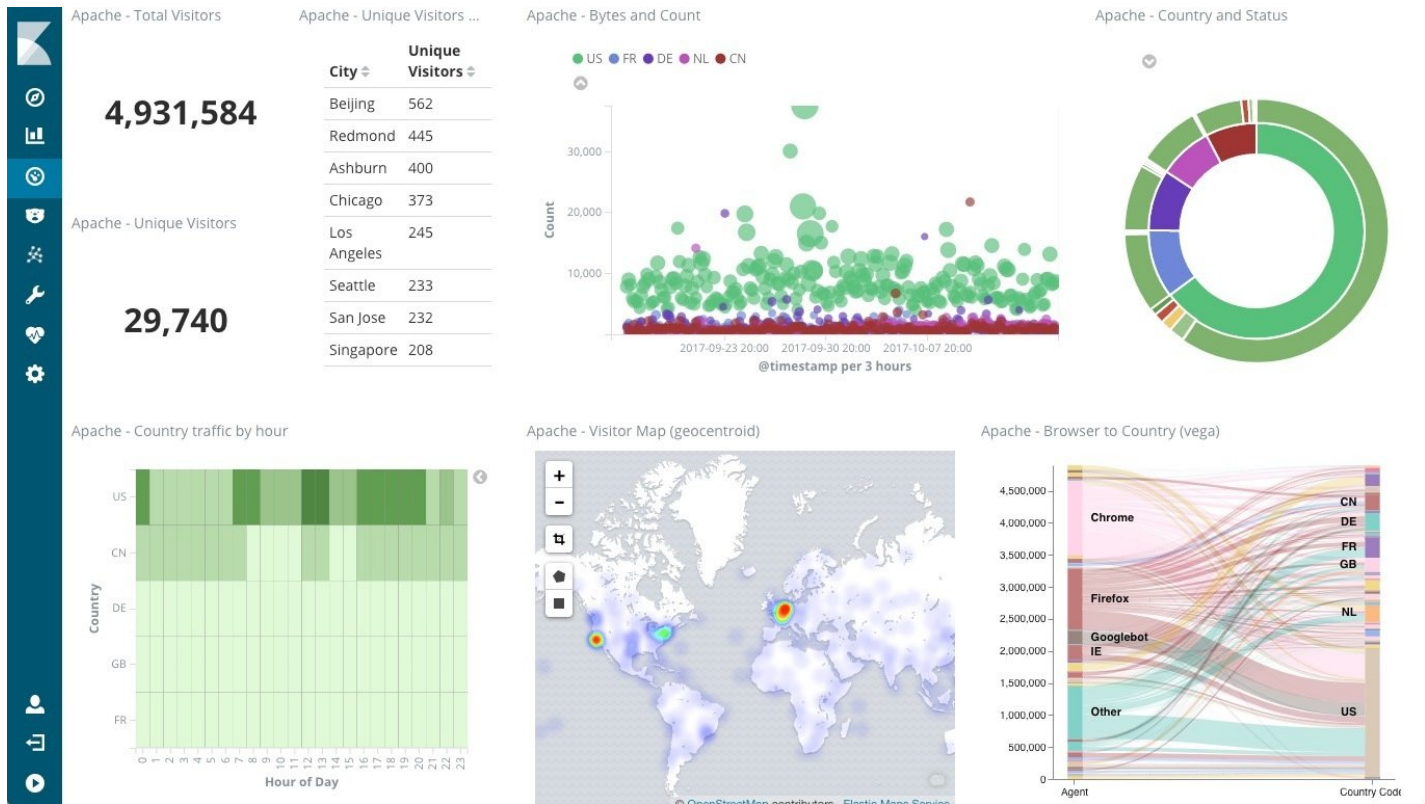 Apache - Total Visitors
4,931,584
Apache - Unique Visitors
29,740
Apache - Unique Visitors ...
City Unique Visitors
Beijing 562
Redmond 445
Ashburn 400
Chicago 373
Los Angeles 245
Seattle 233
San Jose 232
Singapore 208
Apache - Bytes and Count
US FR DE NL CN
Count
30,000
20,000
10,000
2017-09-23 20:00 2017-09-30 20:00 2017-10-07 20:00
@timestamp per 3 hours
Apache - Country and Status
Apache - Country traffic by hour
Country
US
CN
DE
GB
FR
0 1 2 3 4 5 6 7 8 9 10 11 12 13 14 15 16 17 18 19 20 21 22 23
Hour of Day
Apache - Visitor Map (geocentroid)
© OpenStreetMap contributors, Elastic Maps Service
Apache - Browser to Country (vega)
4,500,000
4,000,000
3,500,000
3,000,000
2,500,000
2,000,000
1,500,000
1,000,000
500,000
0
Chrome
Firefox
Googlebot
IE
Other
CN
DE
FR
GB
NL
US
Agent
Country Code